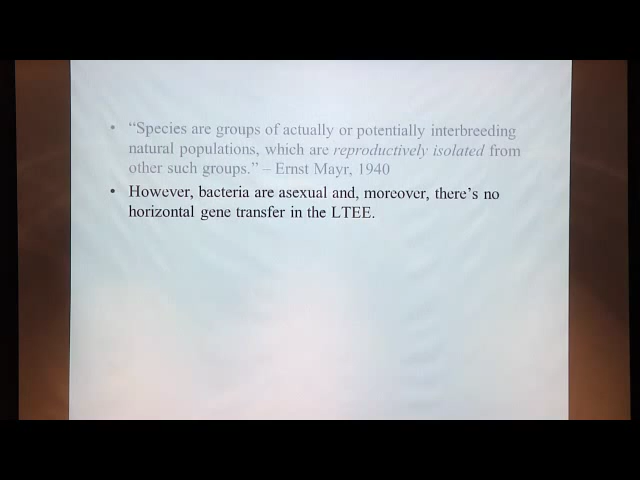 • “Species are groups of actually or potentially interbreeding
natural populations, which are reproductively isolated from
other such groups.” – Ernst Mayr, 1940
• However, bacteria are asexual and, moreover, there’s no
horizontal gene transfer in the LTEE.